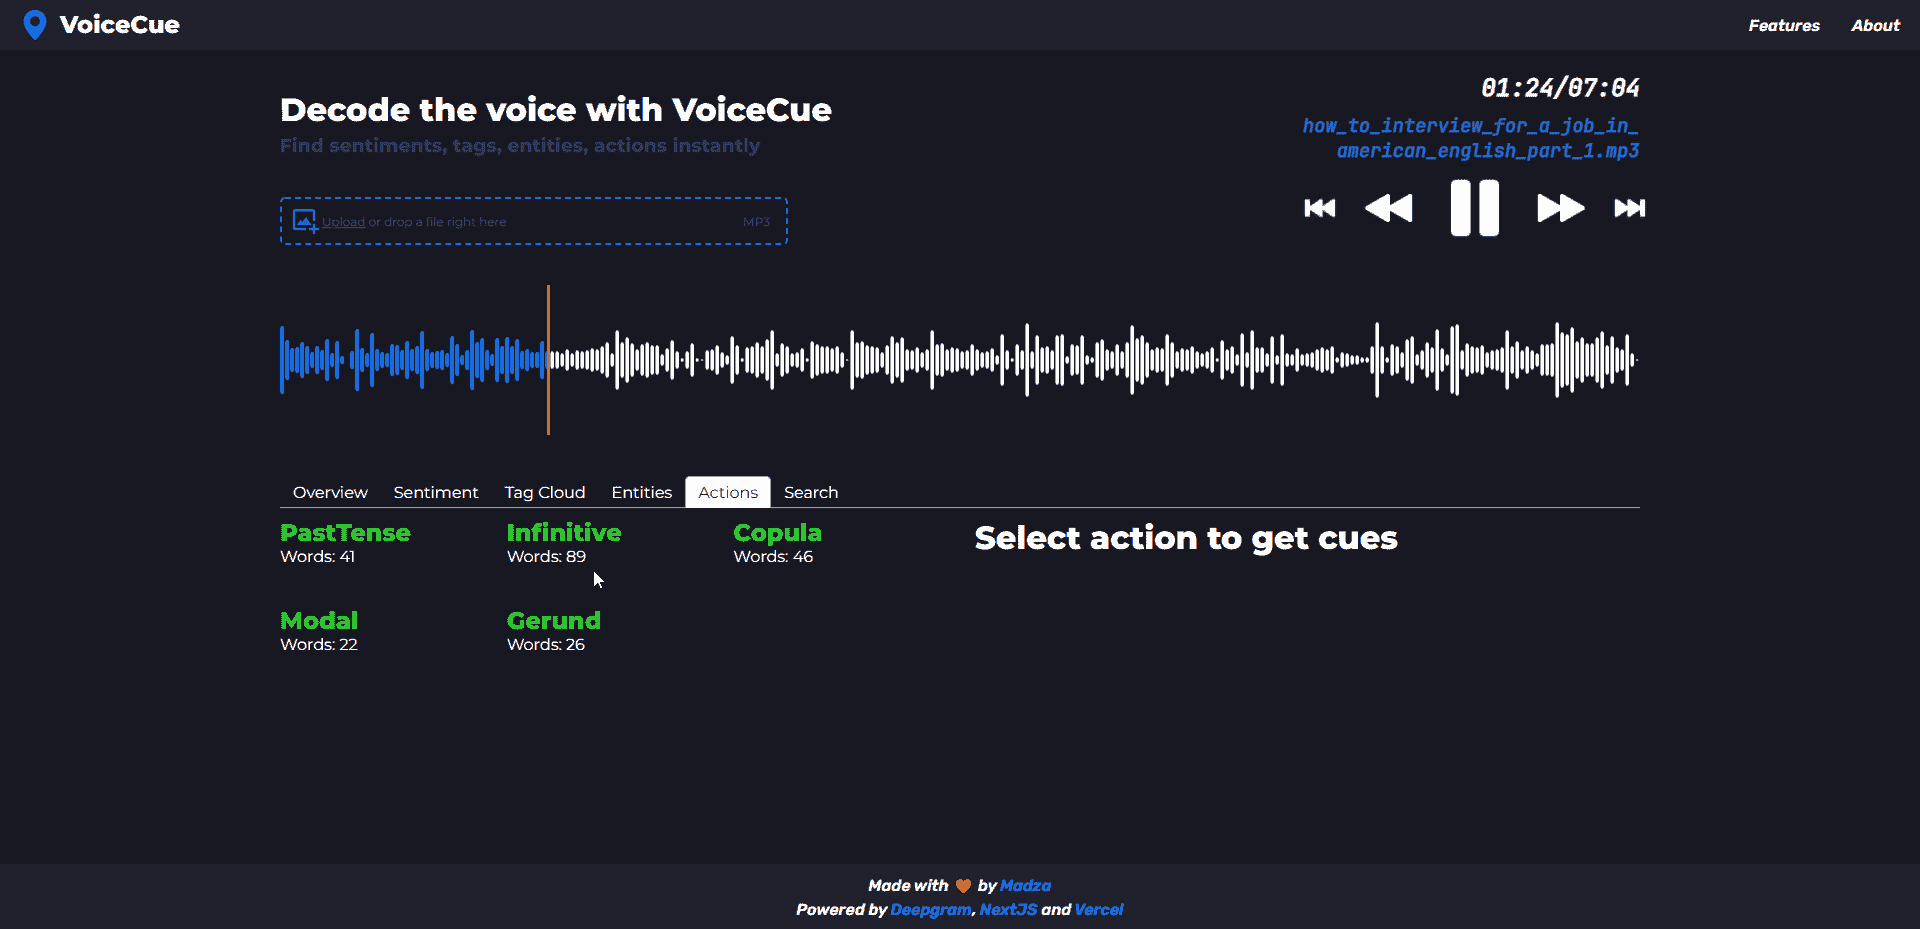 VoiceCue
Features
About
Decode the voice with VoiceCue
Find sentiments, tags, entities, actions instantly
Upload or drop a file right here
MP3
01:24/07:04
how_to_interview_for_a_job_in_
american_english_part_1.mp3
Overview
Sentiment
Tag Cloud
Entities
Actions
Search
PastTense
Words: 41
Infinitive
Words: 89
Copula
Words: 46
Modal
Words: 22
Gerund
Words: 26
Select action to get cues
Made with by Madza
Powered by Deepgram, NextJS and Vercel